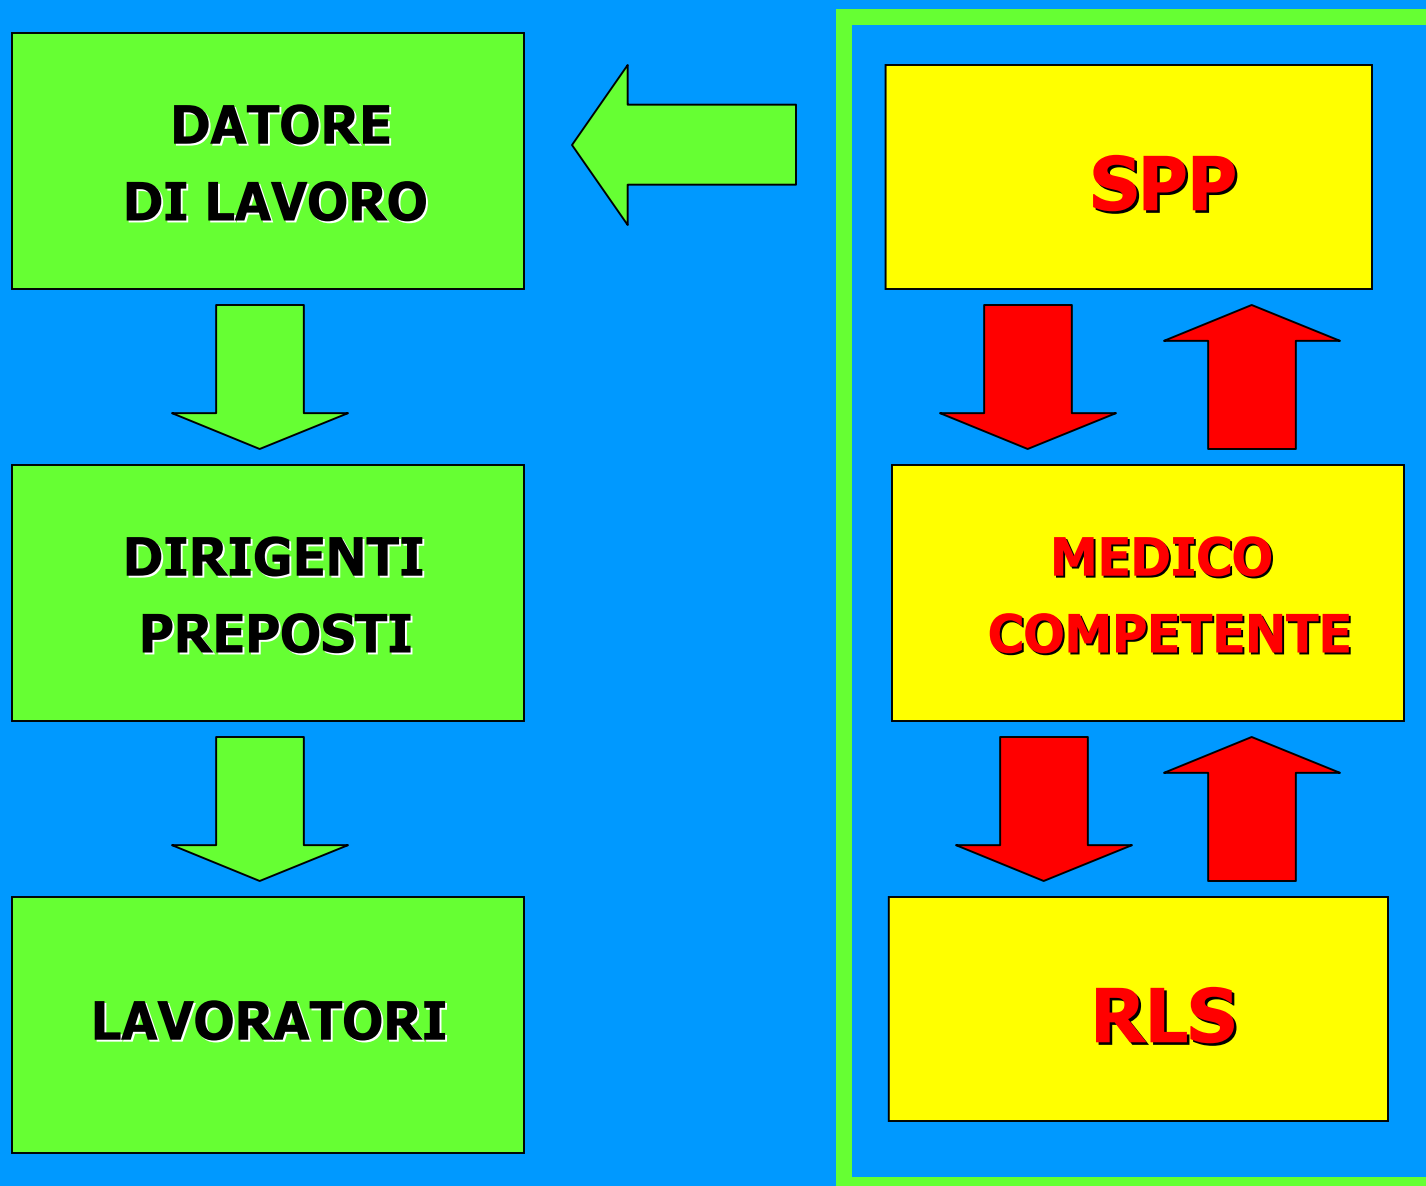 DATORE
DI LAVORO
SPP
DIRIGENTI
PREPOSTI
MEDICO
COMPETENTE
LAVORATORI
RLS